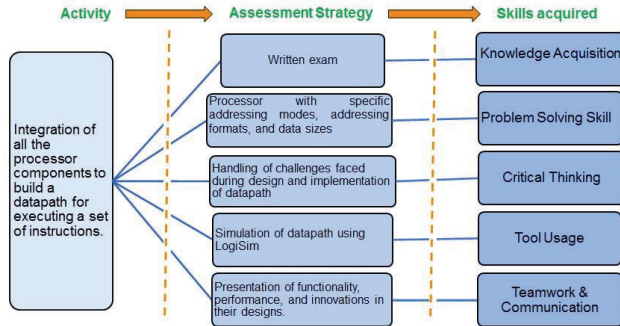 Activity
Assessment Strategy
Skills acquired
Integration of
all the
processor
components to
build a
datapath for
executing a set
of instructions.
Written exam
Processor with specific
addressing modes, addressing
formats, and data sizes
Handling of challenges faced
during design and implementation
of datapath
Simulation of datapath using
LogiSim
Presentation of functionality,
performance, and innovations in
their designs.
Knowledge Acquisition
Problem Solving Skill
Critical Thinking
Tool Usage
Teamwork &
Communication